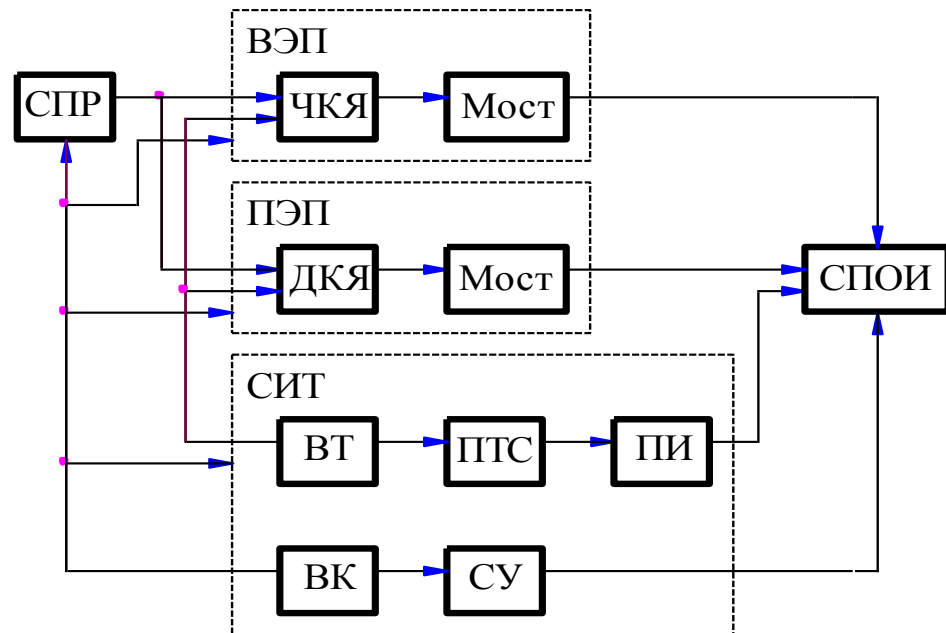 ВЭП
СПР
ЧКЯ
Мост
ПЭП
ДКЯ
Мост
СПОИ
СИТ
ВТ
ПТС
ПИ
ВК
СУ